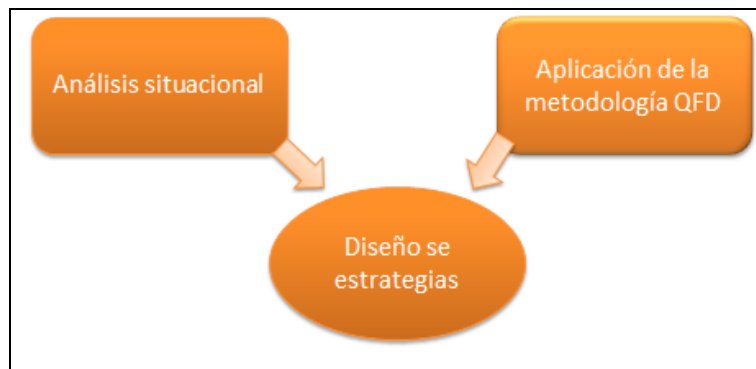 Análisis situacional
Aplicación de la
metodología QFD
Diseño se
estrategias